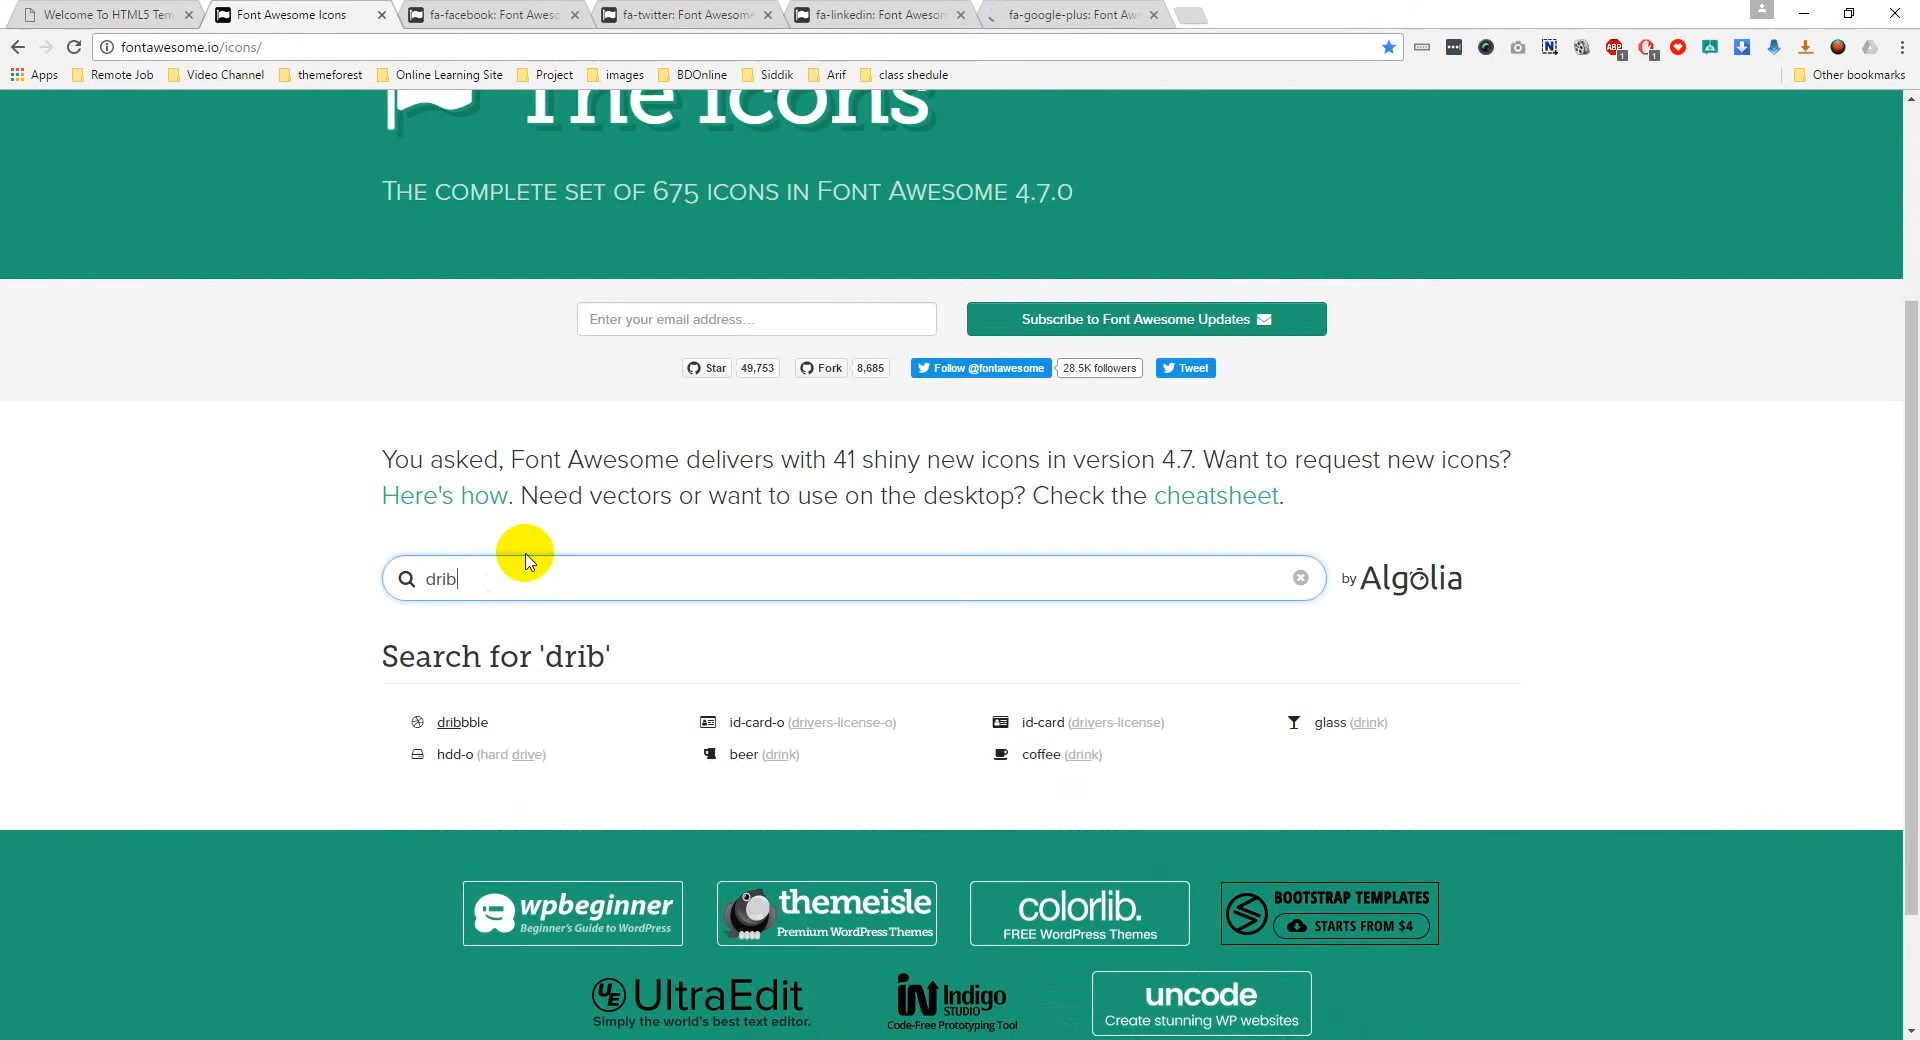 Welcome To HTML5 Tem
Font Awesome Icons
fa-facebook: Font Aweso
fa-twitter: Font Awesome
fa-linkedin: Font Awesom
fa-google-plus: Font Aw
fontawesome.io/icons/
ABP
1
1
Apps
Remote Job
Video Channel
themeforest
Online Learning Site
Project
images
BDOnline
Siddik
Arif
class shedule
Other bookmarks
The Icons
The complete set of 675 icons in Font Awesome 4.7.0
Enter your email address...
Subscribe to Font Awesome Updates
Star
49,753
Fork
8,685
Follow @fontawesome
28.5K followers
Tweet
You asked, Font Awesome delivers with 41 shiny new icons in version 4.7. Want to request new icons?
Here's how. Need vectors or want to use on the desktop? Check the cheatsheet.
drib
by Algolia
Search for 'drib'
dribbble
id-card-o (drivers-license-o)
id-card (drivers-license)
glass (drink)
hdd-o (hard drive)
beer (drink)
coffee (drink)
wpbeginner
Beginner's Guide to WordPress
themeisle
Premium WordPress Themes
colorlib.
FREE WordPress Themes
BOOTSTRAP TEMPLATES
STARTS FROM $4
UE UltraEdit
Simply the world's best text editor.
in Indigo
STUDIO
Code-Free Prototyping Tool
uncode
Create stunning WP websites